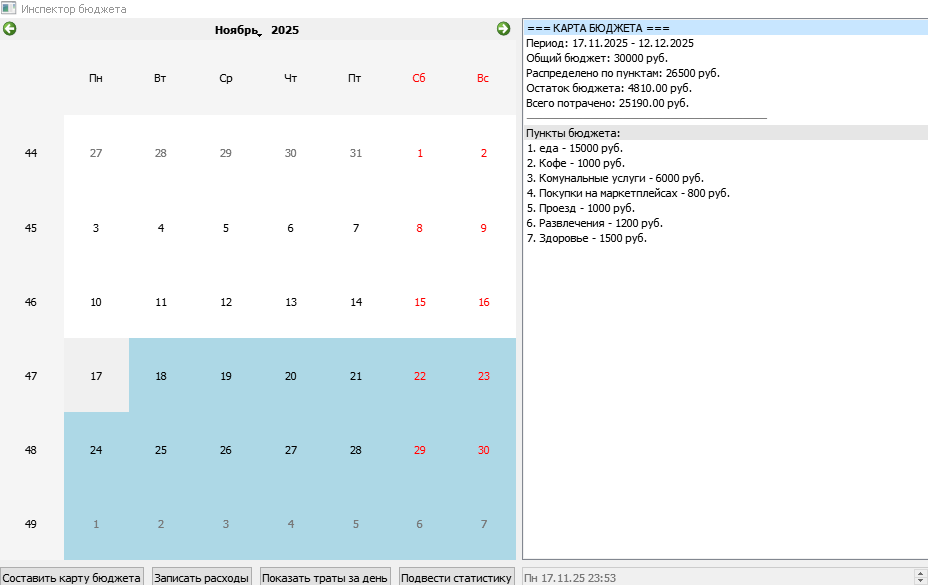 Инспектор бюджета
Ноябрь, 2025
Пн Вт Ср Чт Пт Сб Вс
44 27 28 29 30 31 1 2
45 3 4 5 6 7 8 9
46 10 11 12 13 14 15 16
47 17 18 19 20 21 22 23
48 24 25 26 27 28 29 30
49 1 2 3 4 5 6 7
=== КАРТА БЮДЖЕТА ===
Период: 17.11.2025 - 12.12.2025
Общий бюджет: 30000 руб.
Распределено по пунктам: 26500 руб.
Остаток бюджета: 4810.00 руб.
Всего потрачено: 25190.00 руб.
Пункты бюджета:
1. еда - 15000 руб.
2. Кофе - 1000 руб.
3. Комунальные услуги - 6000 руб.
4. Покупки на маркетплейсах - 800 руб.
5. Проезд - 1000 руб.
6. Развлечения - 1200 руб.
7. Здоровье - 1500 руб.
Составить карту бюджета Записать расходы Показать траты за день Подвести статистику Пн 17.11.25 23:53